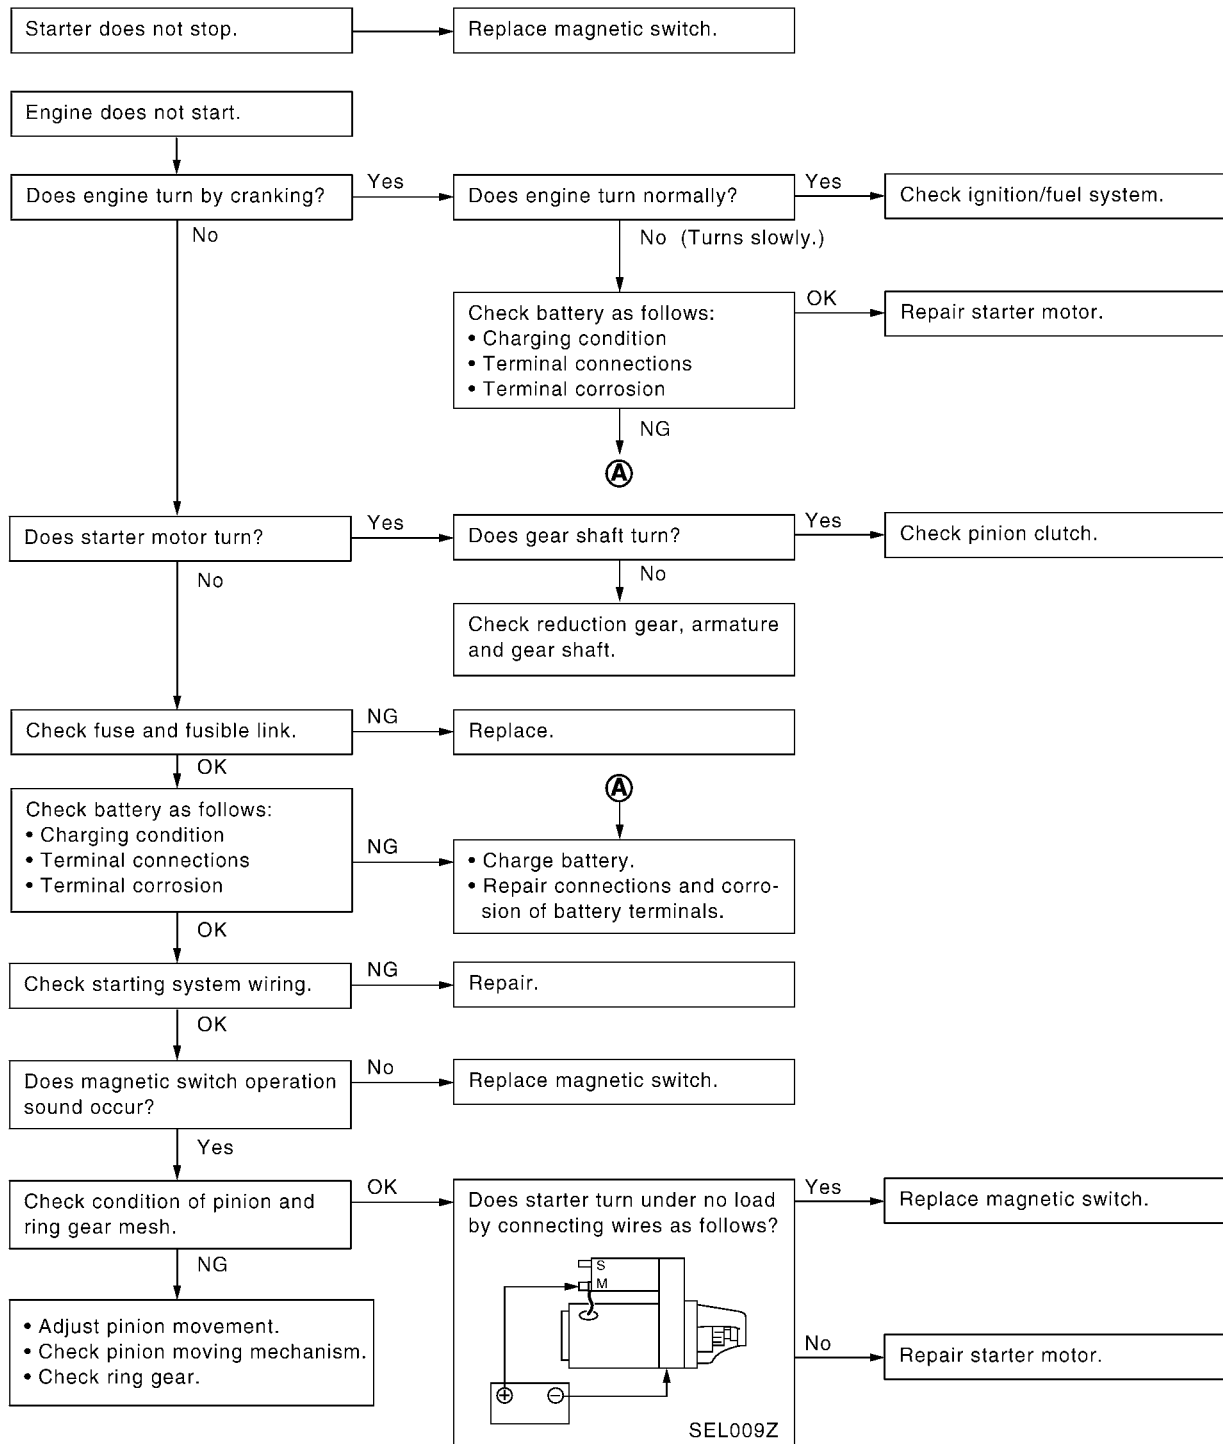 Starter does not stop.
Replace magnetic switch.
Engine does not start.
Does engine turn by cranking?
Yes
Does engine turn normally?
Yes
Check ignition/fuel system.
No
No (Turns slowly.)
Check battery as follows:
• Charging condition
• Terminal connections
• Terminal corrosion
OK
Repair starter motor.
NG
A
Does starter motor turn?
Yes
Does gear shaft turn?
Yes
Check pinion clutch.
No
No
Check reduction gear, armature
and gear shaft.
Check fuse and fusible link.
NG
Replace.
OK
A
Check battery as follows:
• Charging condition
• Terminal connections
• Terminal corrosion
NG
• Charge battery.
• Repair connections and corro-
sion of battery terminals.
OK
Check starting system wiring.
NG
Repair.
OK
Does magnetic switch operation
sound occur?
No
Replace magnetic switch.
Yes
Check condition of pinion and
ring gear mesh.
OK
Does starter turn under no load
by connecting wires as follows?
Yes
Replace magnetic switch.
S
M
NG
• Adjust pinion movement.
• Check pinion moving mechanism.
• Check ring gear.
No
Repair starter motor.
+ −
SEL009Z